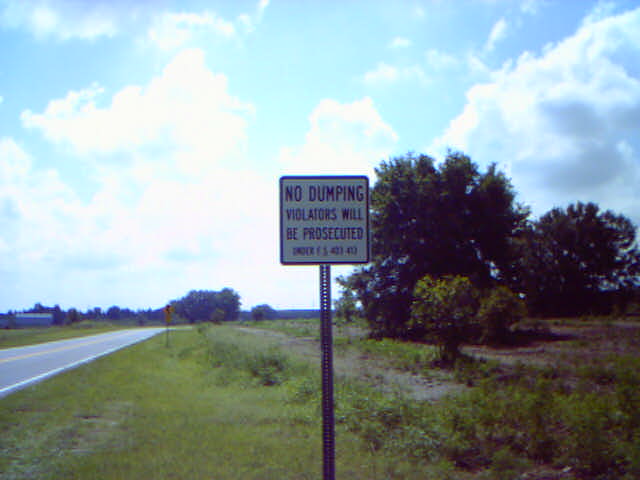 NO DUMPING
VIOLATORS WILL
BE PROSECUTED
UNDER F.S. 403.413